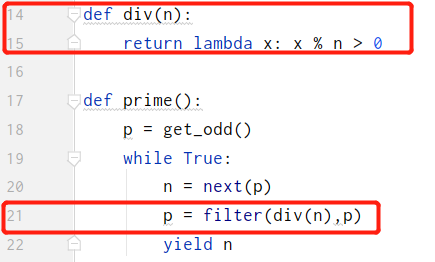 14 def div(n):
15     return lambda x: x % n > 0
16
17 def prime():
18     p = get_odd()
19     while True:
20         n = next(p)
21         p = filter(div(n),p)
22         yield n